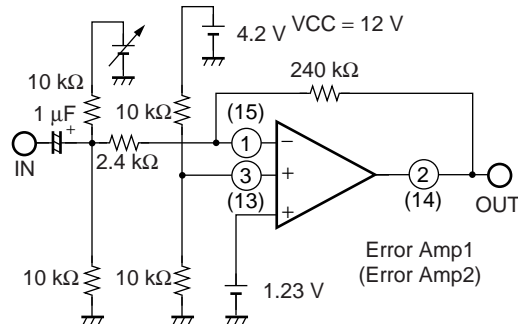 4.2 V
VCC = 12 V
10 kΩ
240 kΩ
1 µF
+
10 kΩ
(15)
IN
2.4 kΩ
1
−
3
+
(13)
+
2
(14)
OUT
10 kΩ
10 kΩ
1.23 V
Error Amp1
(Error Amp2)